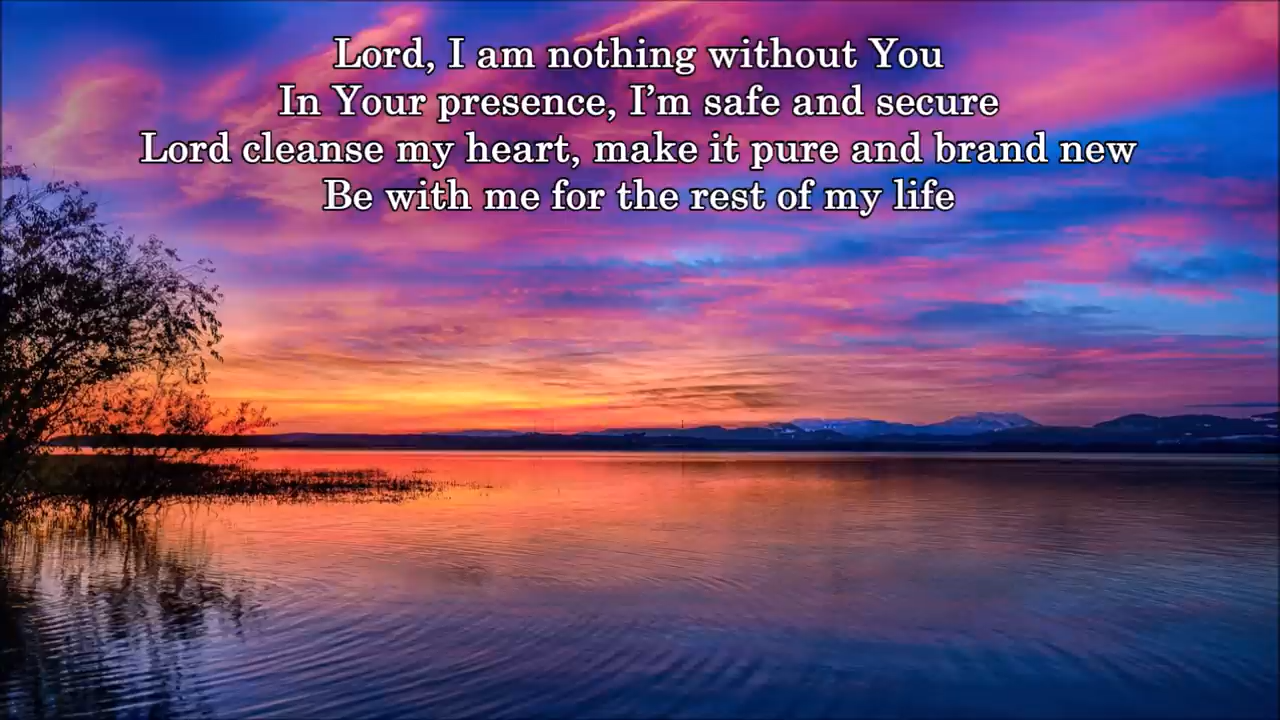 Lord, I am nothing without You
In Your presence, I’m safe and secure
Lord cleanse my heart, make it pure and brand new
Be with me for the rest of my life